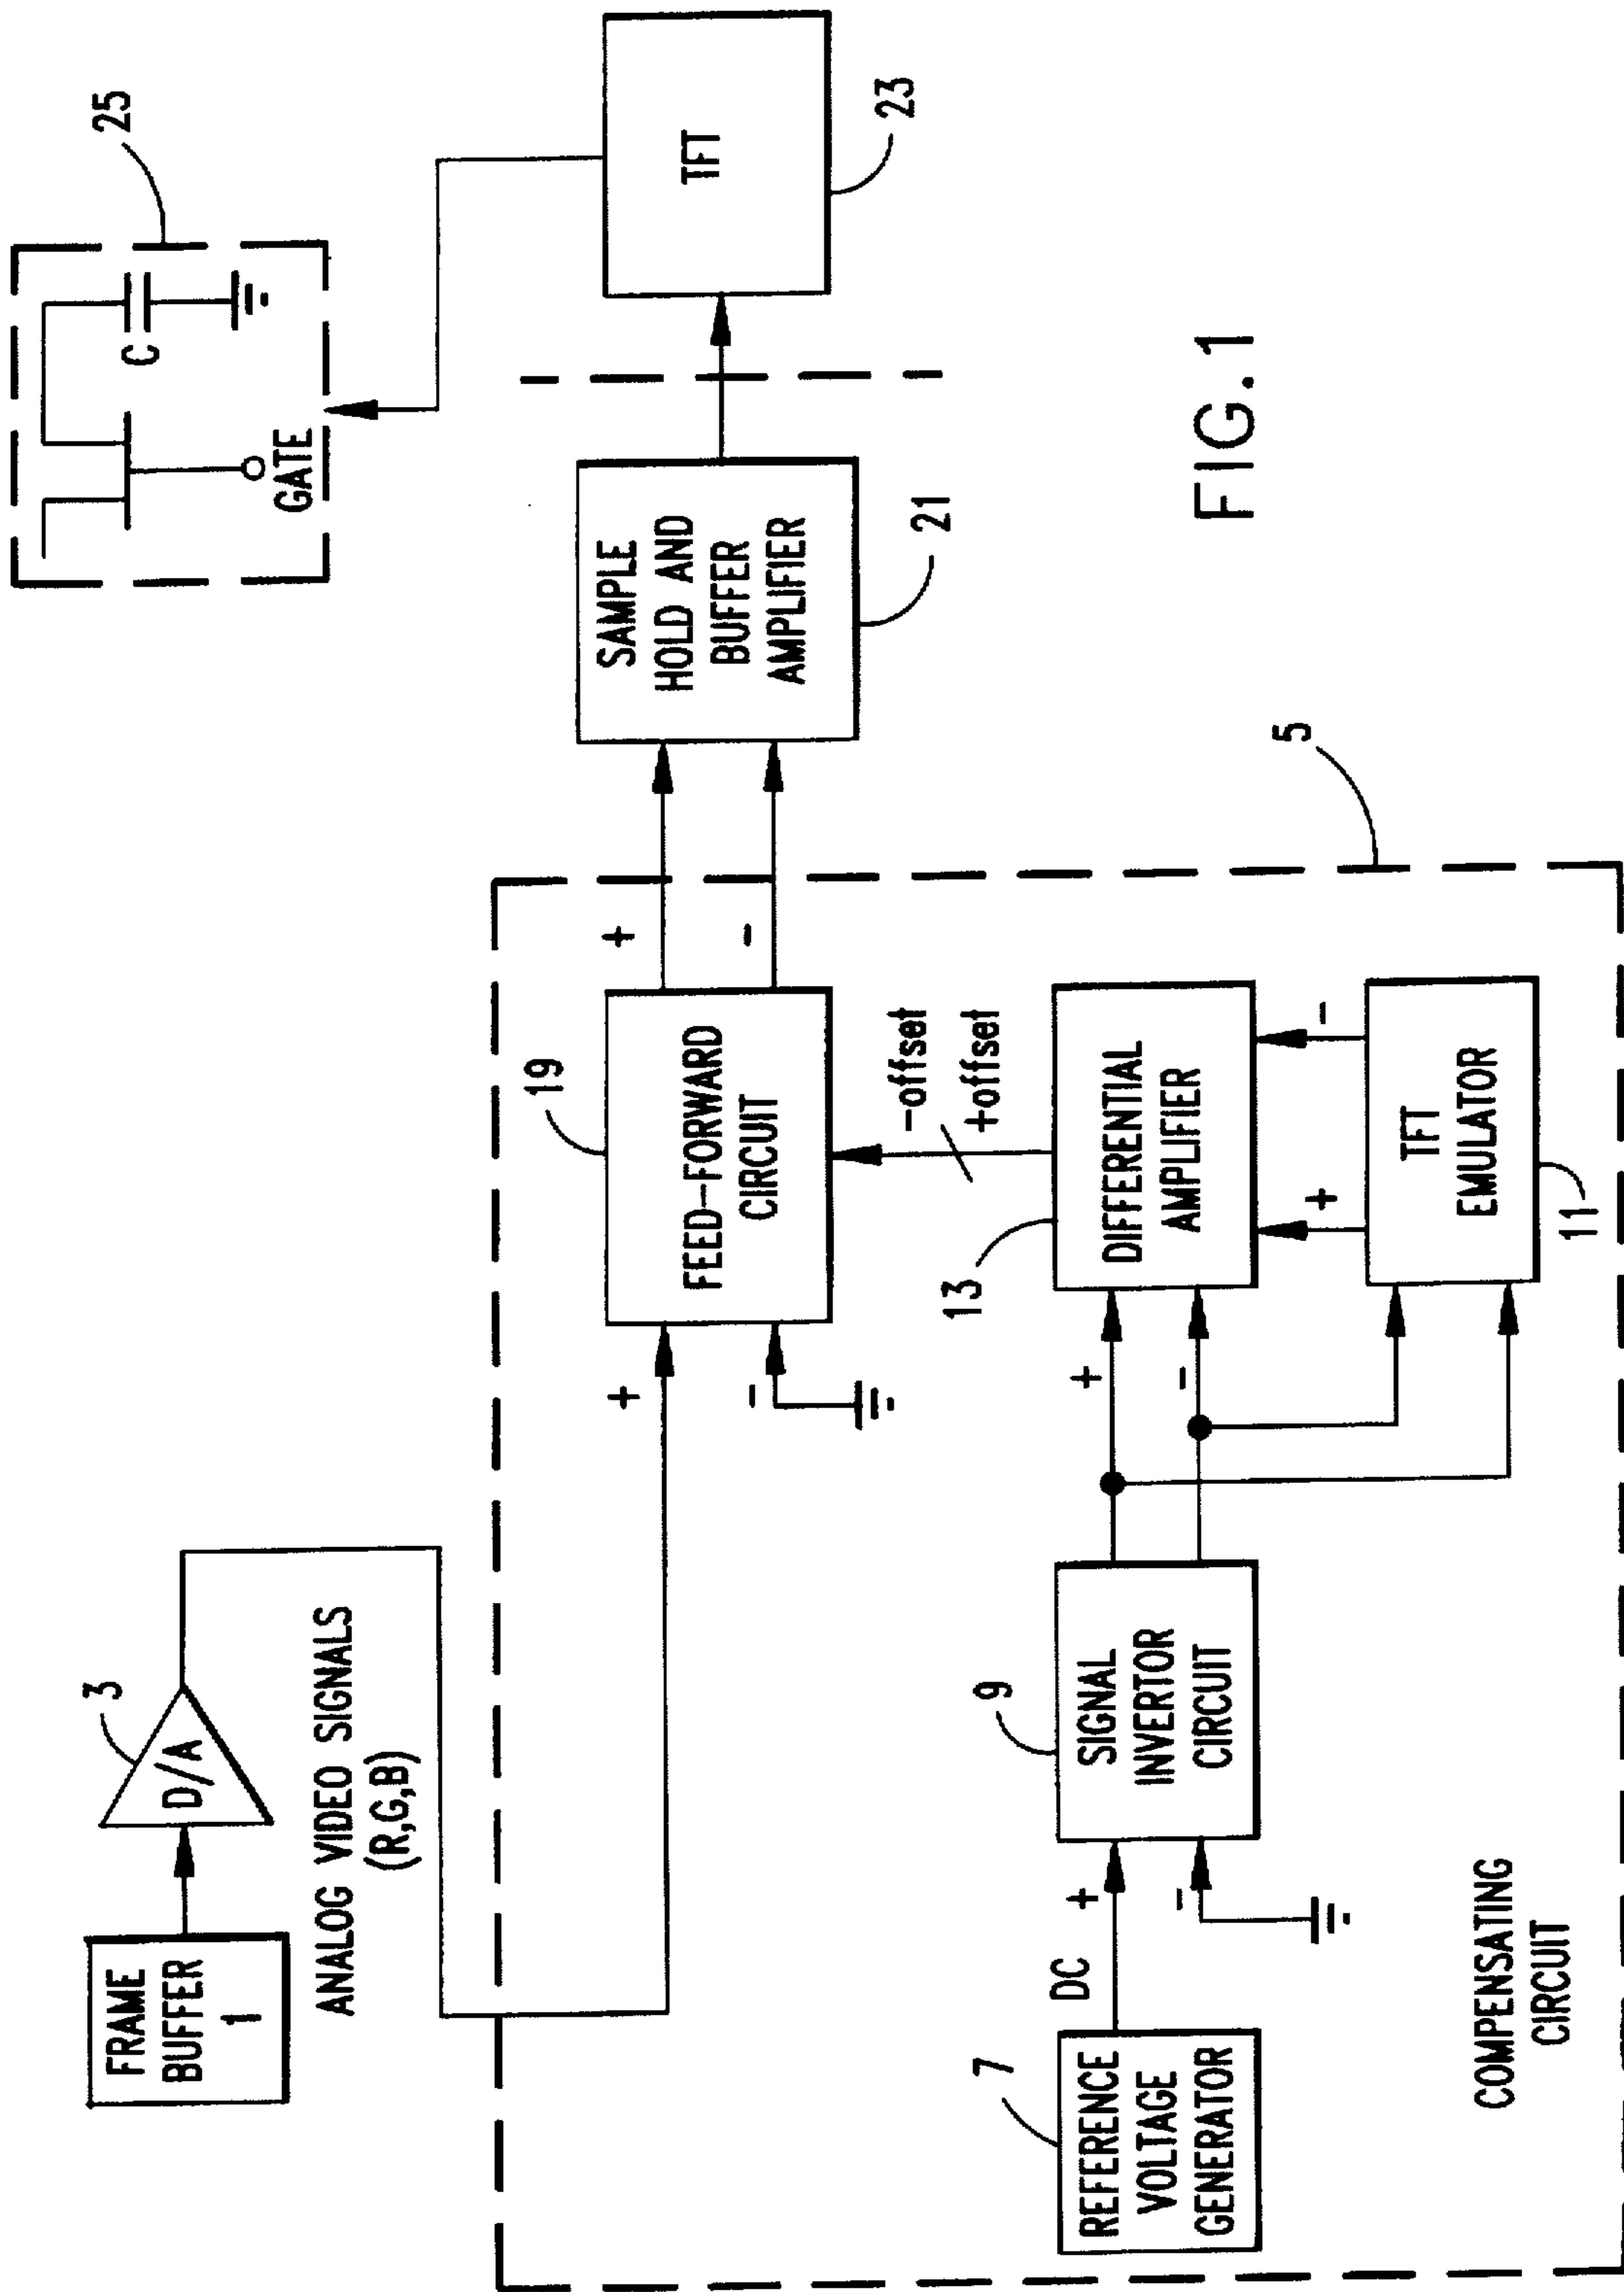 FRAME
BUFFER
1
D/A
3
ANALOG VIDEO SIGNALS
(R,G,B)
25
C
GATE
TFT
23
SAMPLE
HOLD AND
BUFFER
AMPLIFIER
21
+
-
+
-
FEED-FORWARD
CIRCUIT
19
-offset
+offset
5
7
REFERENCE
VOLTAGE
GENERATOR
DC
+
-
9
SIGNAL
INVERTOR
CIRCUIT
+
-
13
DIFFERENTIAL
AMPLIFIER
+
-
TFT
EMULATOR
11
COMPENSATING
CIRCUIT
FIG.1